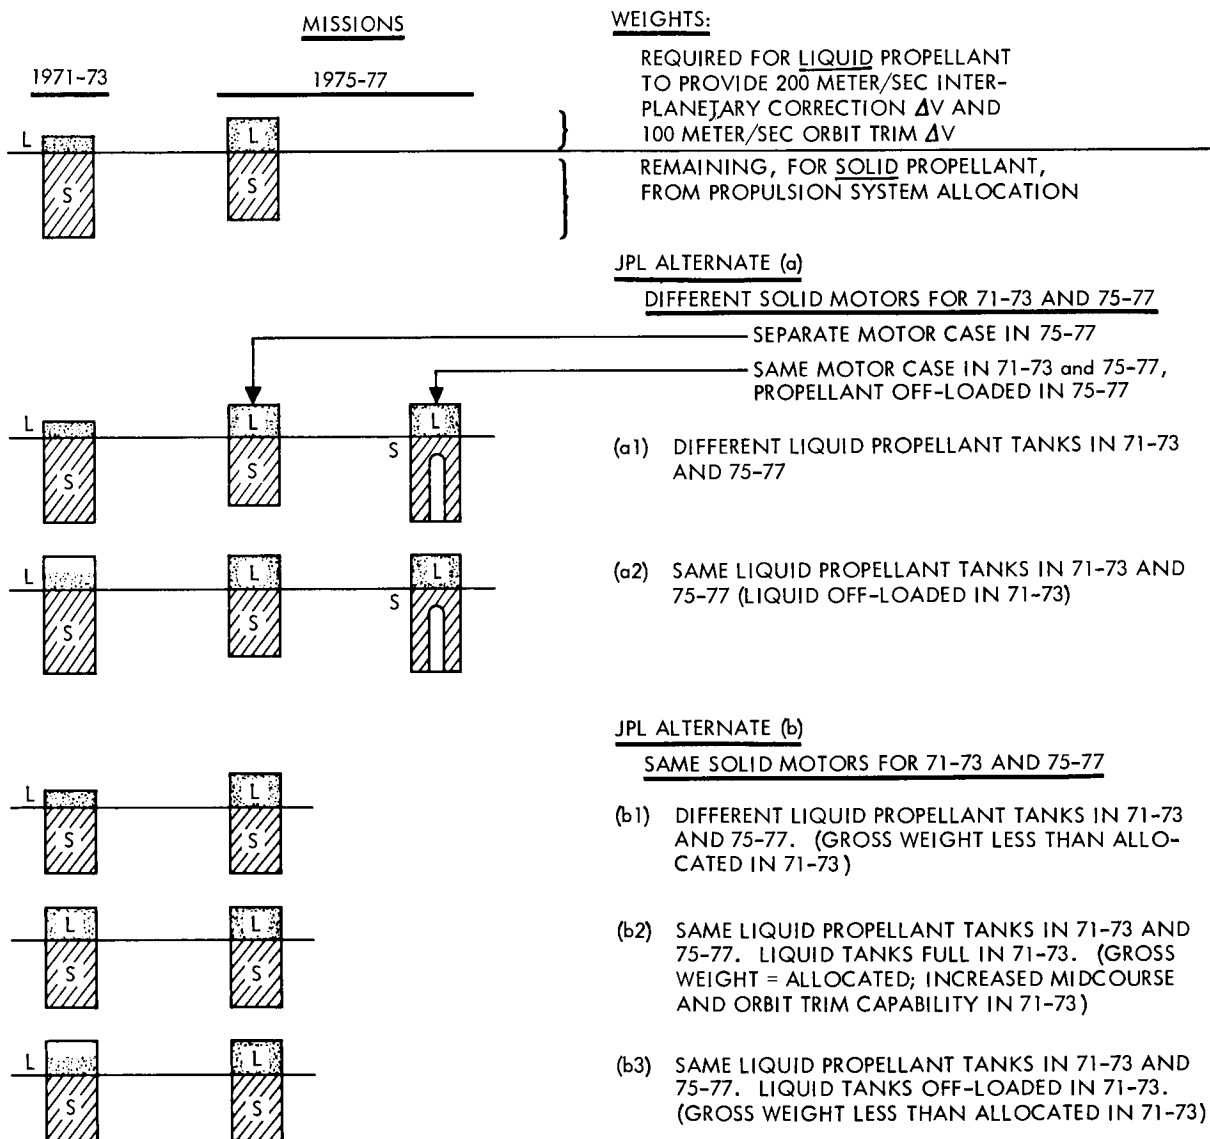 MISSIONS
1971-73
1975-77
L
S
L
S
WEIGHTS:
REQUIRED FOR LIQUID PROPELLANT
TO PROVIDE 200 METER/SEC INTER-
PLANETARY CORRECTION ΔV AND
100 METER/SEC ORBIT TRIM ΔV
REMAINING, FOR SOLID PROPELLANT,
FROM PROPULSION SYSTEM ALLOCATION
JPL ALTERNATE (a)
DIFFERENT SOLID MOTORS FOR 71-73 AND 75-77
SEPARATE MOTOR CASE IN 75-77
SAME MOTOR CASE IN 71-73 and 75-77,
PROPELLANT OFF-LOADED IN 75-77
L
S
L
S
L
S
(a1) DIFFERENT LIQUID PROPELLANT TANKS IN 71-73
AND 75-77
L
S
L
S
L
S
(a2) SAME LIQUID PROPELLANT TANKS IN 71-73 AND
75-77 (LIQUID OFF-LOADED IN 71-73)
JPL ALTERNATE (b)
SAME SOLID MOTORS FOR 71-73 AND 75-77
L
S
L
S
(b1) DIFFERENT LIQUID PROPELLANT TANKS IN 71-73
AND 75-77. (GROSS WEIGHT LESS THAN ALLO-
CATED IN 71-73)
L
S
L
S
(b2) SAME LIQUID PROPELLANT TANKS IN 71-73 AND
75-77. LIQUID TANKS FULL IN 71-73. (GROSS
WEIGHT = ALLOCATED; INCREASED MIDCOURSE
AND ORBIT TRIM CAPABILITY IN 71-73)
L
S
L
S
(b3) SAME LIQUID PROPELLANT TANKS IN 71-73 AND
75-77. LIQUID TANKS OFF-LOADED IN 71-73.
(GROSS WEIGHT LESS THAN ALLOCATED IN 71-73)